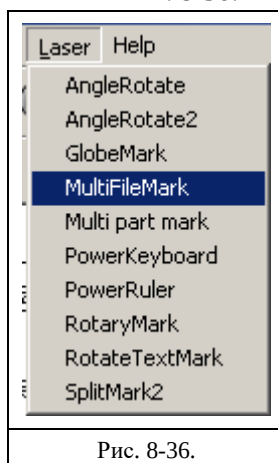 Laser Help
AngleRotate
AngleRotate2
GlobeMark
MultiFileMark
Multi part mark
PowerKeyboard
PowerRuler
RotaryMark
RotateTextMark
SplitMark2
Рис. 8-36.